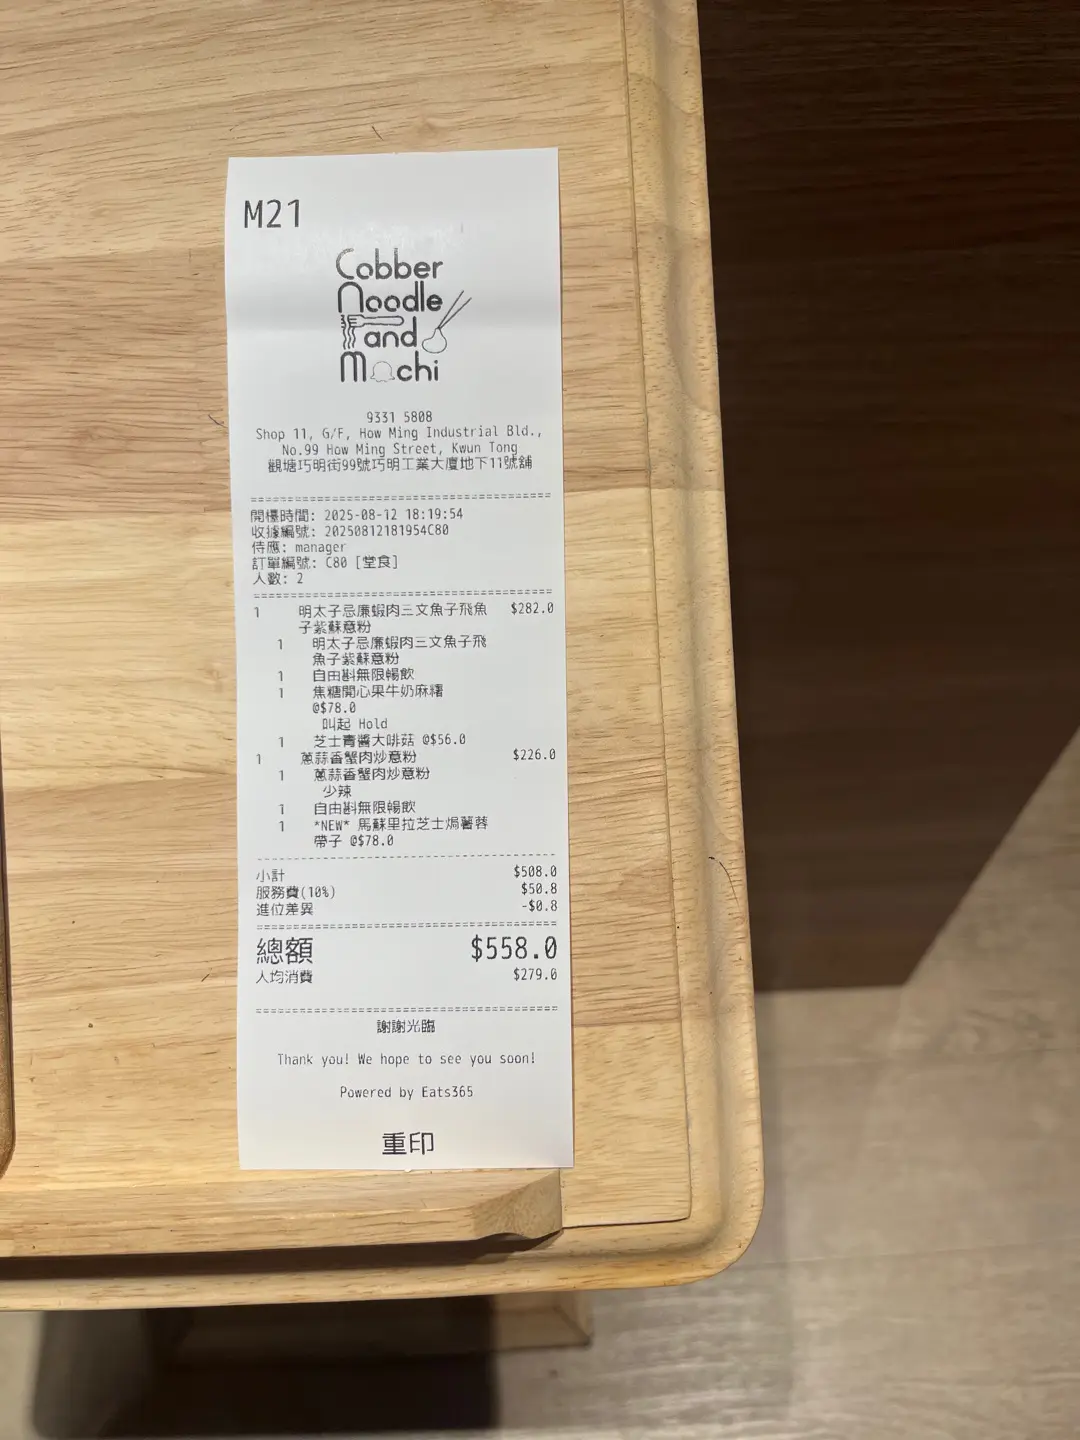 M21
Cobber
Noodle
and
Mochi
9331 5808
Shop 11, G/F, How Ming Industrial Bld.,
No.99 How Ming Street, Kwun Tong
觀塘巧明街99號巧明工業大廈地下11號舖
開檯時間: 2025-08-12 18:19:54
收據編號: 20250812181954C80
侍應: manager
訂單編號: C80 [堂食]
人數: 2
1 明太子忌廉蝦肉三文魚子飛魚 $282.0
子紫蘇意粉
1 明太子忌廉蝦肉三文魚子飛
魚子紫蘇意粉
1 自由斟無限暢飲
1 焦糖開心果牛奶麻糬
@$78.0
叫起 Hold
1 芝士青醬大啡菇 @$56.0
1 蔥蒜香蟹肉炒意粉 $226.0
1 蔥蒜香蟹肉炒意粉
少辣
1 自由斟無限暢飲
1 *NEW* 馬蘇里拉芝士焗薯蓉
帶子 @$78.0
小計 $508.0
服務費(10%) $50.8
進位差異 -$0.8
總額 $558.0
人均消費 $279.0
謝謝光臨
Thank you! We hope to see you soon!
Powered by Eats365
重印